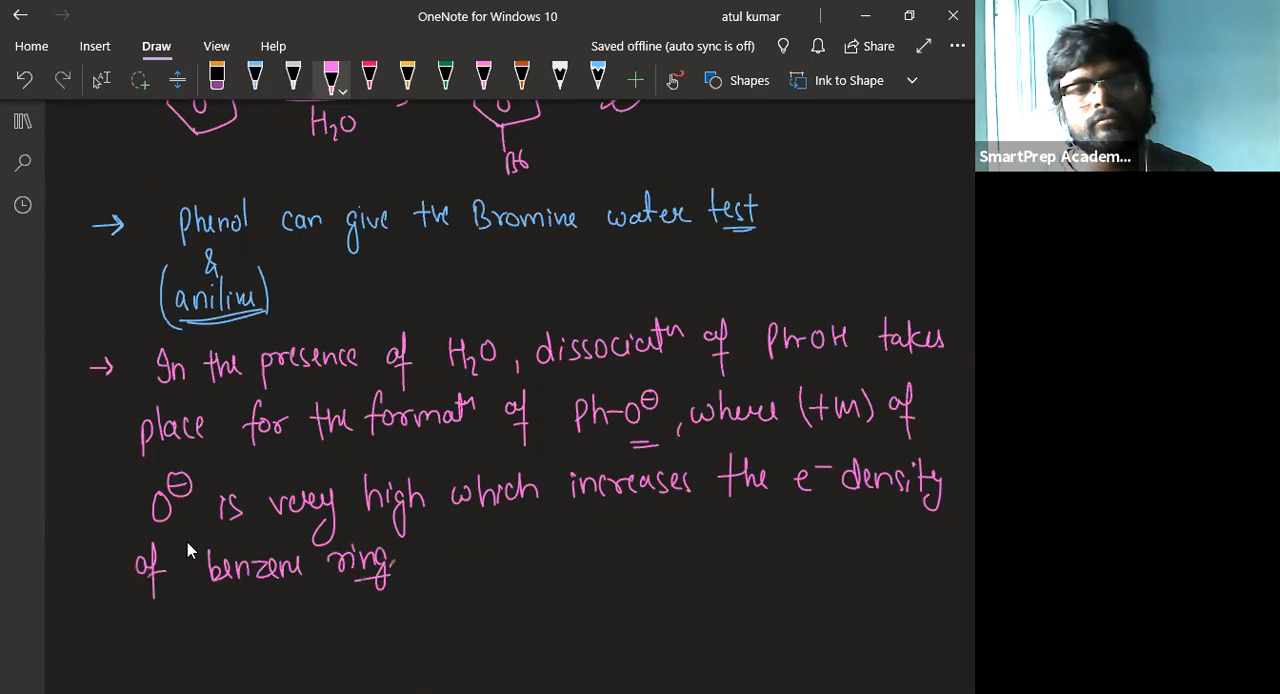 OneNote for Windows 10
atul kumar
Home Insert Draw View Help
Saved offline (auto sync is off)
Share
Shapes
Ink to Shape
SmartPrep Academ...
H₂O
Br
→ phenol can give the Bromine water test
&
(aniline)
→ In the presence of H₂O, dissociatⁿ of Ph-OH takes
place for the formatⁿ of Ph-O⊖, where (+m) of
O⊖ is very high which increases the e⁻ density
of benzene ring.